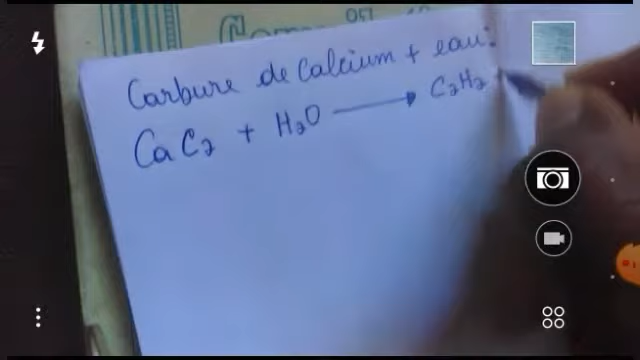 Carbure de Calcium + eau:
CaC₂ + H₂O ⟶ C₂H₂